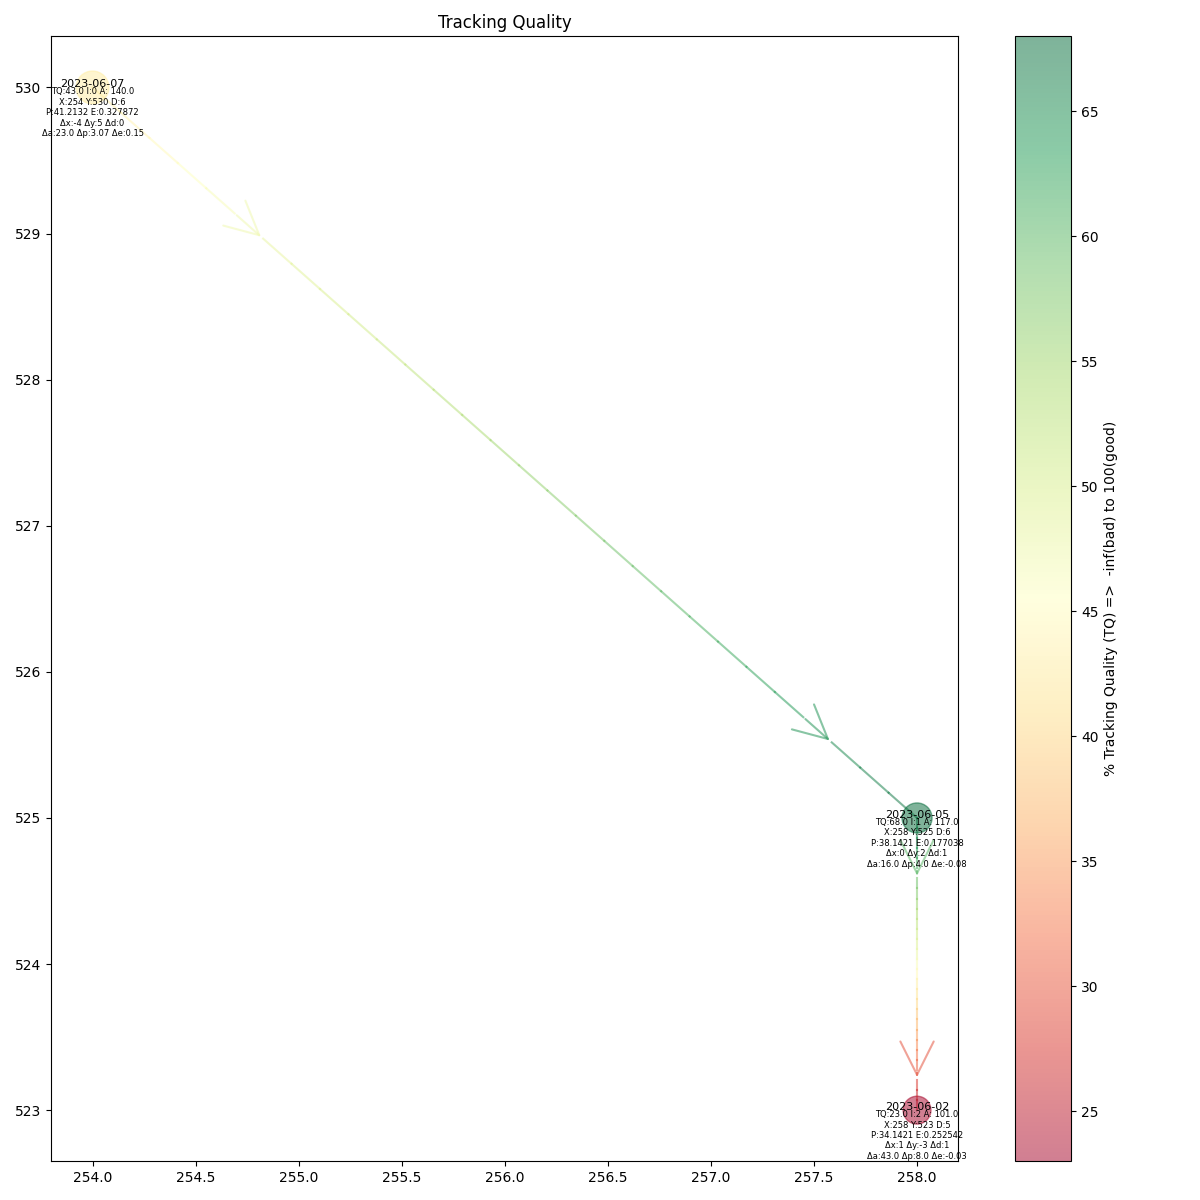 Tracking Quality
530
529
528
527
526
525
524
523
254.0
254.5
255.0
255.5
256.0
256.5
257.0
257.5
258.0
2023-06-07
TQ:43.0 I:0 A: 140.0
X:254 Y:530 D:6
P:41.2132 E:0.327872
Δx:-4 Δy:5 Δd:0
Δa:23.0 Δp:3.07 Δe:0.15
2023-06-05
TQ:68.0 I:1 A: 117.0
X:258 Y:525 D:6
P:38.1421 E:0.177038
Δx:0 Δy:2 Δd:1
Δa:16.0 Δp:4.0 Δe:-0.08
2023-06-02
TQ:23.0 I:2 A: 101.0
X:258 Y:523 D:5
P:34.1421 E:0.252542
Δx:1 Δy:-3 Δd:1
Δa:43.0 Δp:8.0 Δe:-0.03
65
60
55
50
45
40
35
30
25
% Tracking Quality (TQ) => -inf(bad) to 100(good)